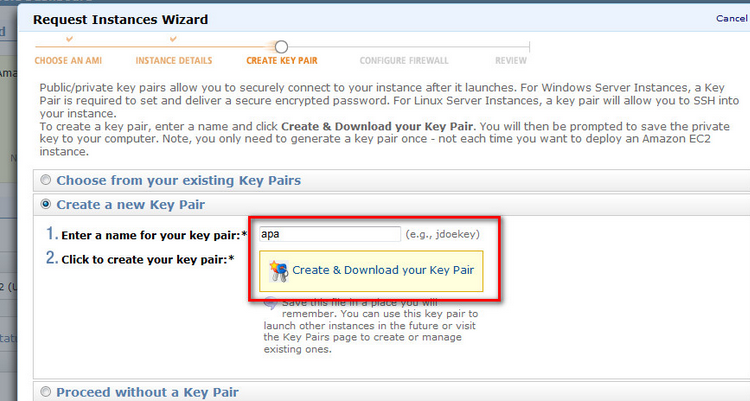 Request Instances Wizard
Cancel
CHOOSE AN AMI INSTANCE DETAILS CREATE KEY PAIR CONFIGURE FIREWALL REVIEW
Public/private key pairs allow you to securely connect to your instance after it launches. For Windows Server Instances, a Key
Pair is required to set and deliver a secure encrypted password. For Linux Server Instances, a key pair will allow you to SSH into
your instance.
To create a key pair, enter a name and click Create & Download your Key Pair. You will then be prompted to save the private
key to your computer. Note, you only need to generate a key pair once - not each time you want to deploy an Amazon EC2
instance.
Choose from your existing Key Pairs
Create a new Key Pair
1. Enter a name for your key pair:* apa (e.g., jdoekey)
2. Click to create your key pair:* Create & Download your Key Pair
Save this file in a place you will
remember. You can use this key pair to
launch other instances in the future or visit
the Key Pairs page to create or manage
existing ones.
Proceed without a Key Pair